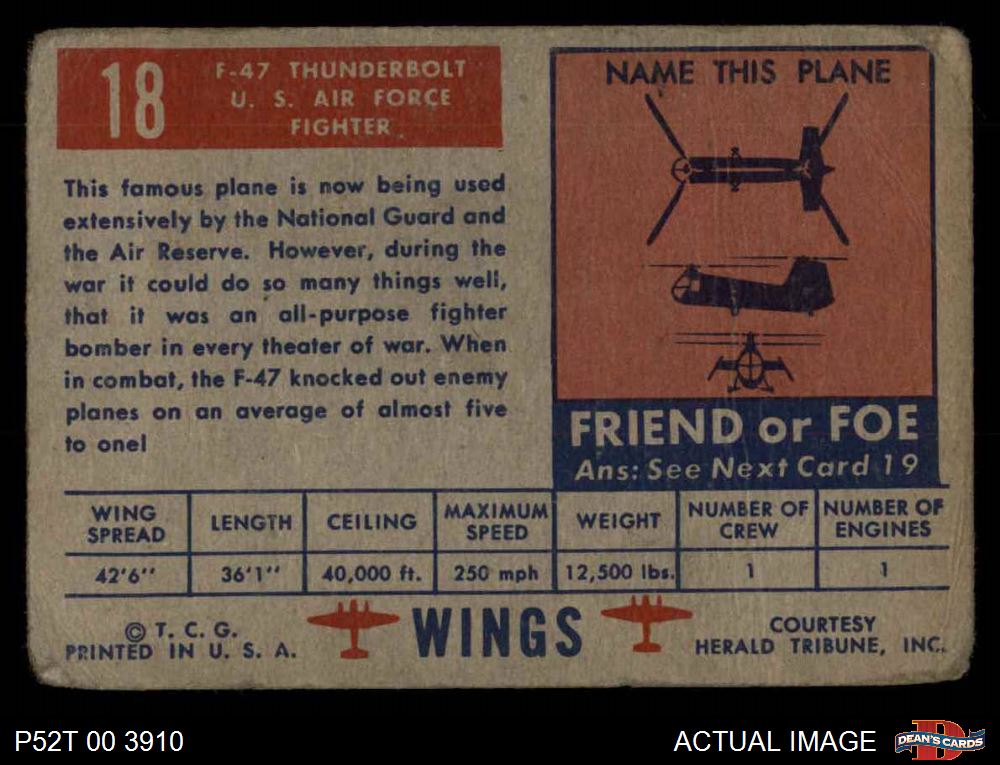 18
F-47 THUNDERBOLT
U. S. AIR FORCE
FIGHTER
This famous plane is now being used
extensively by the National Guard and
the Air Reserve. However, during the
war it could do so many things well,
that it was an all-purpose fighter
bomber in every theater of war. When
in combat, the F-47 knocked out enemy
planes on an average of almost five
to one!
NAME THIS PLANE
FRIEND or FOE
Ans: See Next Card 19
WING SPREAD
LENGTH
CEILING
MAXIMUM SPEED
WEIGHT
NUMBER OF CREW
NUMBER OF ENGINES
42'6''
36'1''
40,000 ft.
250 mph
12,500 lbs.
1
1
© T. C. G.
PRINTED IN U. S. A.
WINGS
COURTESY
HERALD TRIBUNE, INC.
P52T 00 3910
ACTUAL IMAGE
DEAN'S CARDS